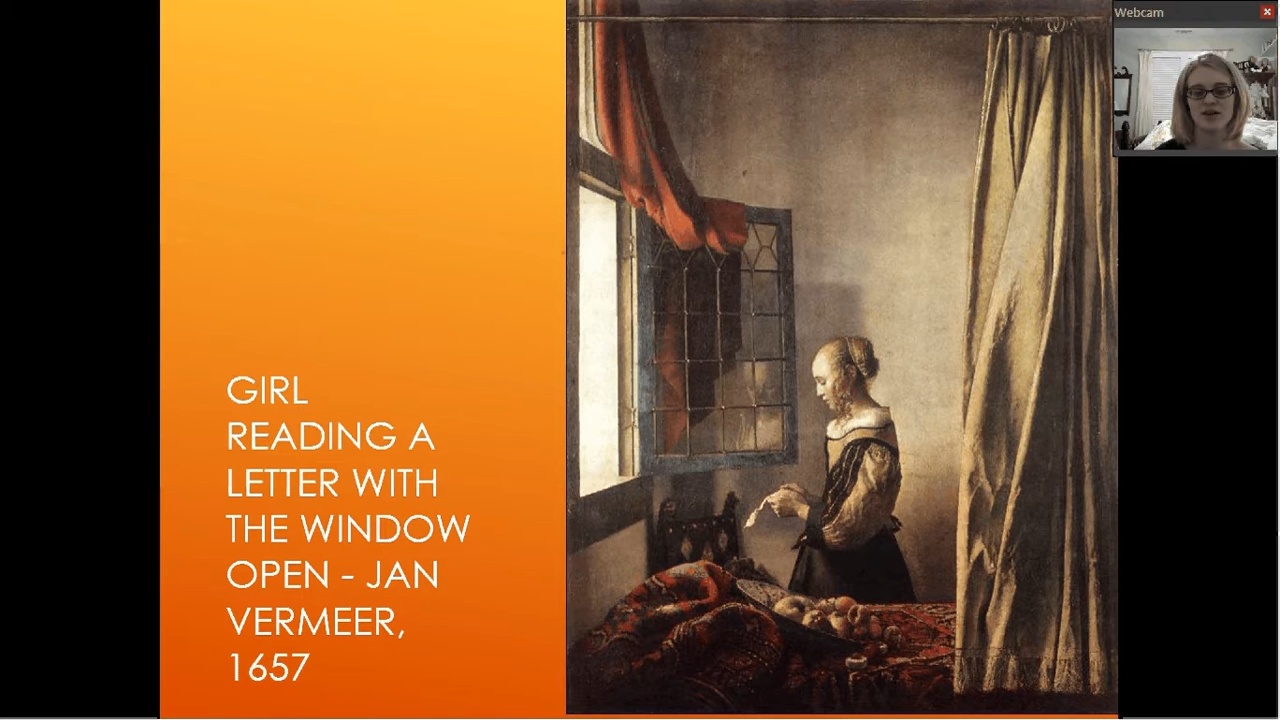 GIRL
READING A
LETTER WITH
THE WINDOW
OPEN - JAN
VERMEER,
1657
Webcam